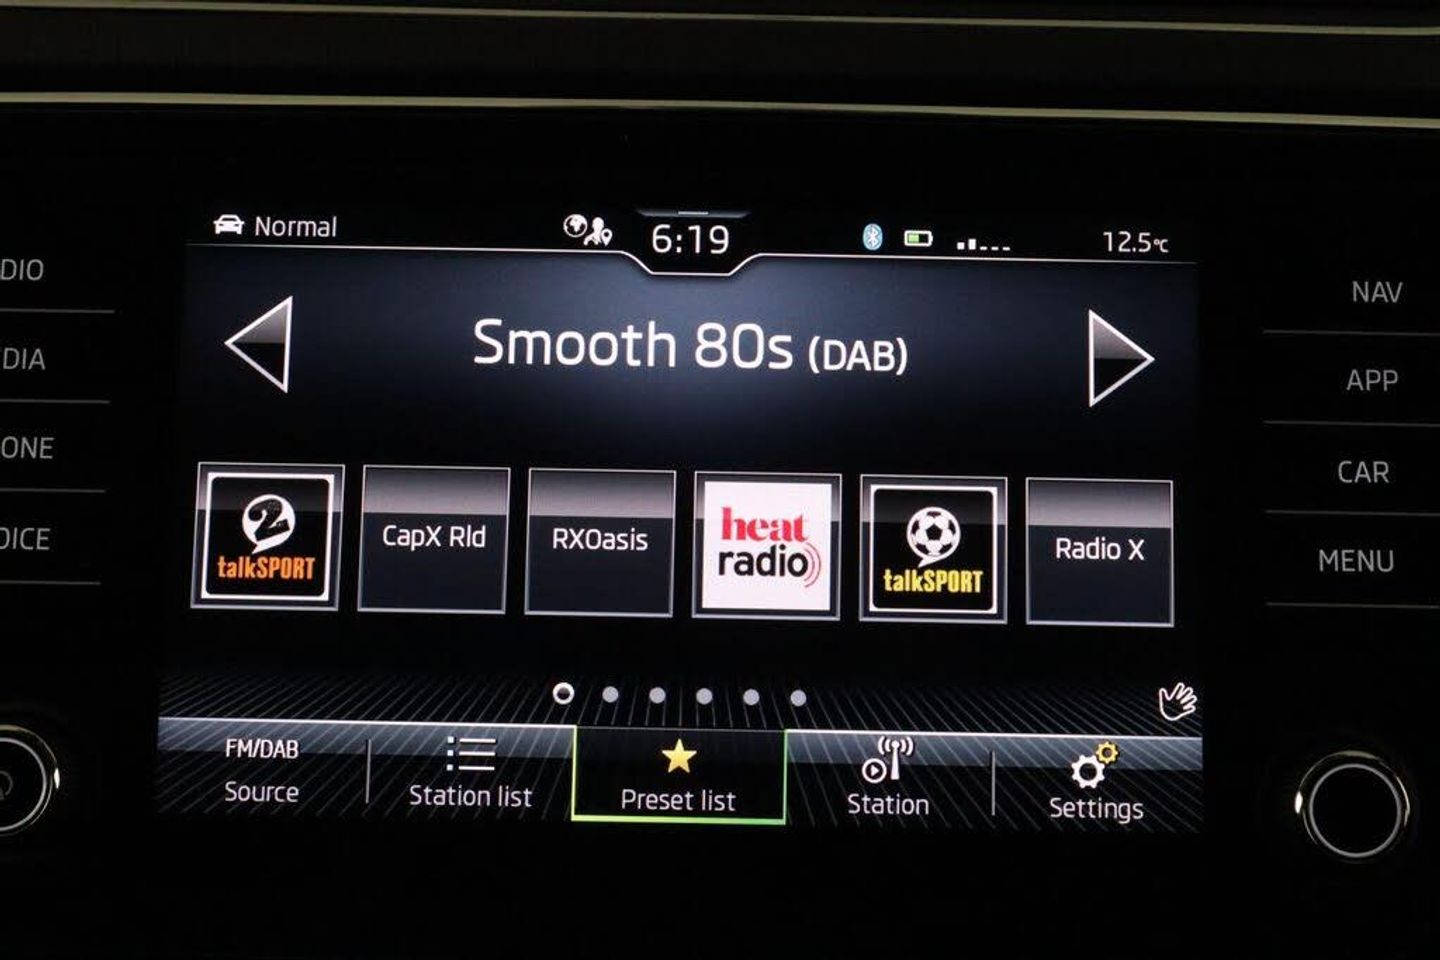 Normal
6:19
12.5°C
DIO
DIA
ONE
OICE
Smooth 80s (DAB)
2
talkSPORT
CapX Rld
RXOasis
heat
radio
talkSPORT
Radio X
NAV
APP
CAR
MENU
FM/DAB
Source
Station list
Preset list
Station
Settings